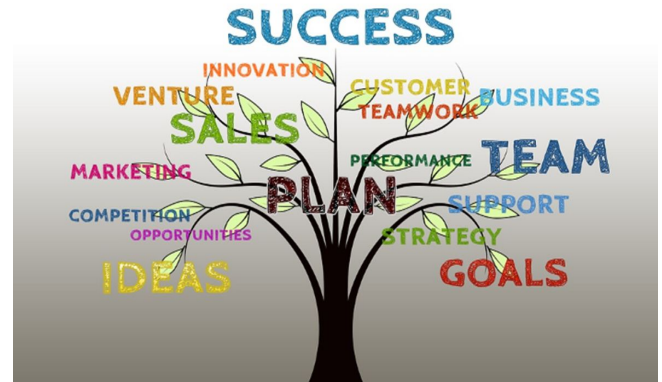 SUCCESS
INNOVATION
CUSTOMER
VENTURE
BUSINESS
TEAMWORK
SALES
PERFORMANCE
TEAM
MARKETING
PLAN
SUPPORT
COMPETITION
OPPORTUNITIES
STRATEGY
IDEAS
GOALS